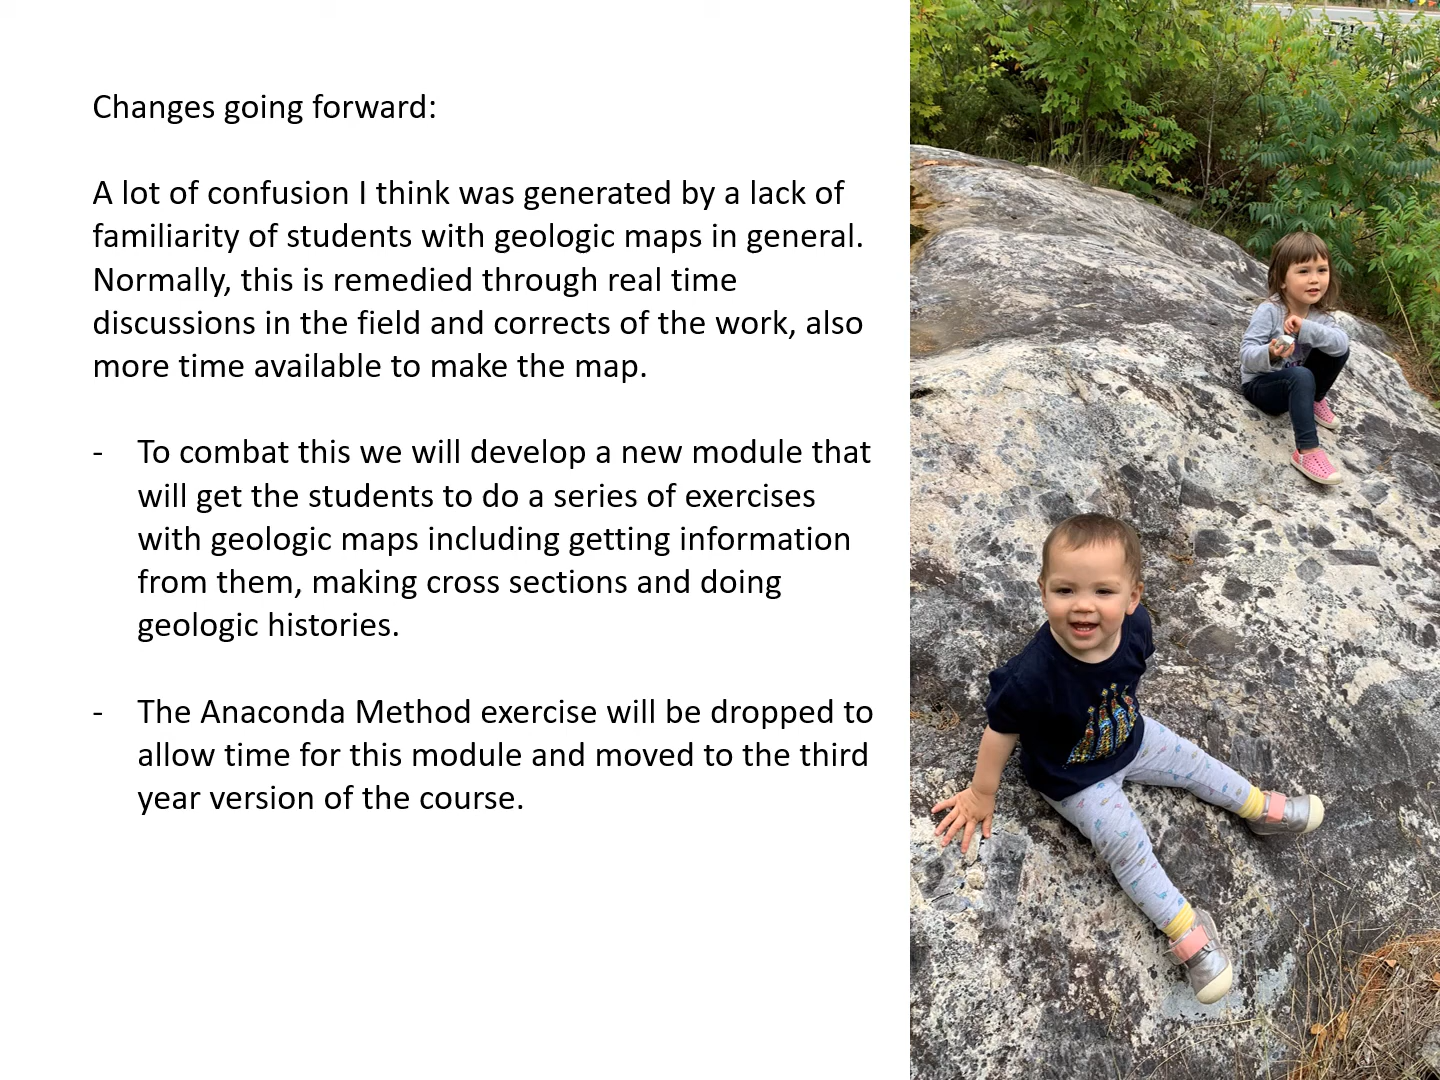 Changes going forward:
A lot of confusion I think was generated by a lack of
familiarity of students with geologic maps in general.
Normally, this is remedied through real time
discussions in the field and corrects of the work, also
more time available to make the map.
- To combat this we will develop a new module that
will get the students to do a series of exercises
with geologic maps including getting information
from them, making cross sections and doing
geologic histories.
- The Anaconda Method exercise will be dropped to
allow time for this module and moved to the third
year version of the course.